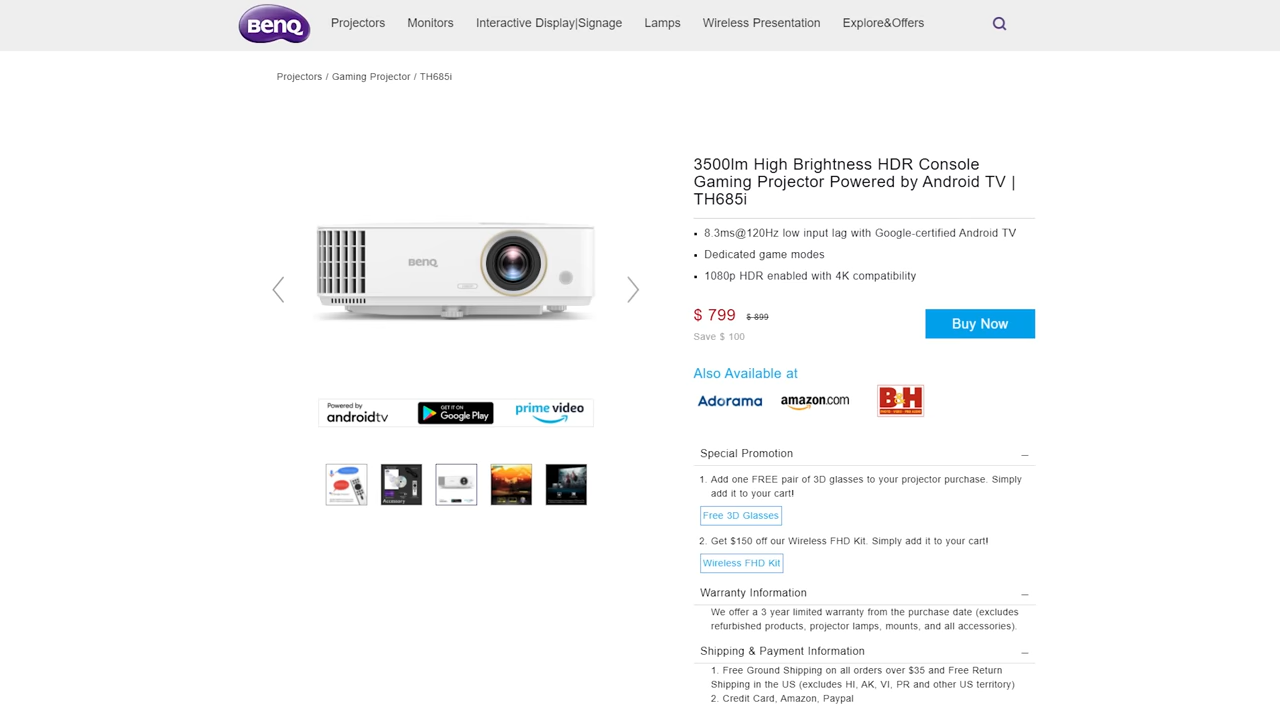 BenQ
Projectors
Monitors
Interactive Display|Signage
Lamps
Wireless Presentation
Explore&Offers
Projectors / Gaming Projector / TH685i
BenQ
Powered by
androidtv
GET IT ON
Google Play
prime video
Accessory
3500lm High Brightness HDR Console
Gaming Projector Powered by Android TV |
TH685i
8.3ms@120Hz low input lag with Google-certified Android TV
Dedicated game modes
1080p HDR enabled with 4K compatibility
$ 799 $ 899
Save $ 100
Buy Now
Also Available at
Adorama
amazon.com
B&H
Special Promotion
1. Add one FREE pair of 3D glasses to your projector purchase. Simply
add it to your cart!
Free 3D Glasses
2. Get $150 off our Wireless FHD Kit. Simply add it to your cart!
Wireless FHD Kit
Warranty Information
We offer a 3 year limited warranty from the purchase date (excludes
refurbished products, projector lamps, mounts, and all accessories).
Shipping & Payment Information
1. Free Ground Shipping on all orders over $35 and Free Return
Shipping in the US (excludes HI, AK, VI, PR and other US territory)
2. Credit Card, Amazon, Paypal